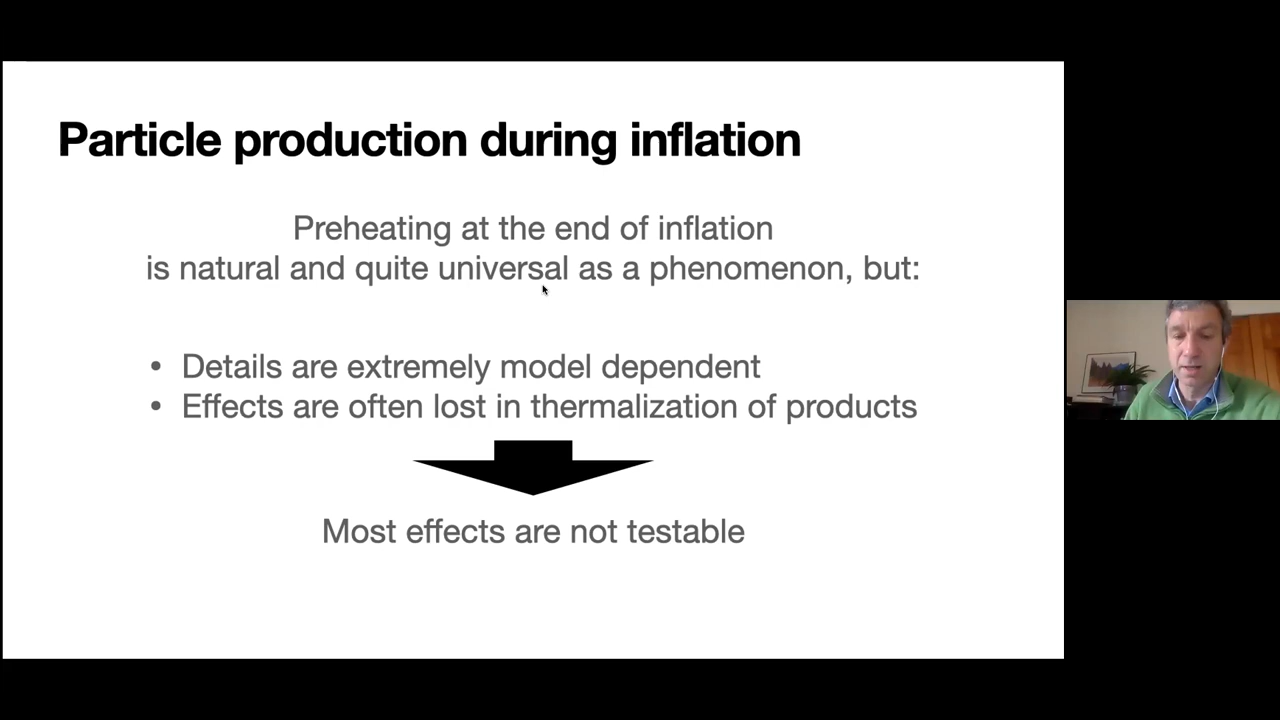 Particle production during inflation
Preheating at the end of inflation
is natural and quite universal as a phenomenon, but:
• Details are extremely model dependent
• Effects are often lost in thermalization of products
Most effects are not testable